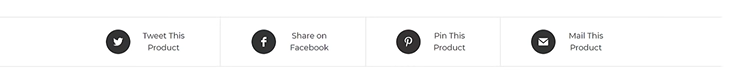 Tweet This
Product
Share on
Facebook
Pin This
Product
Mail This
Product